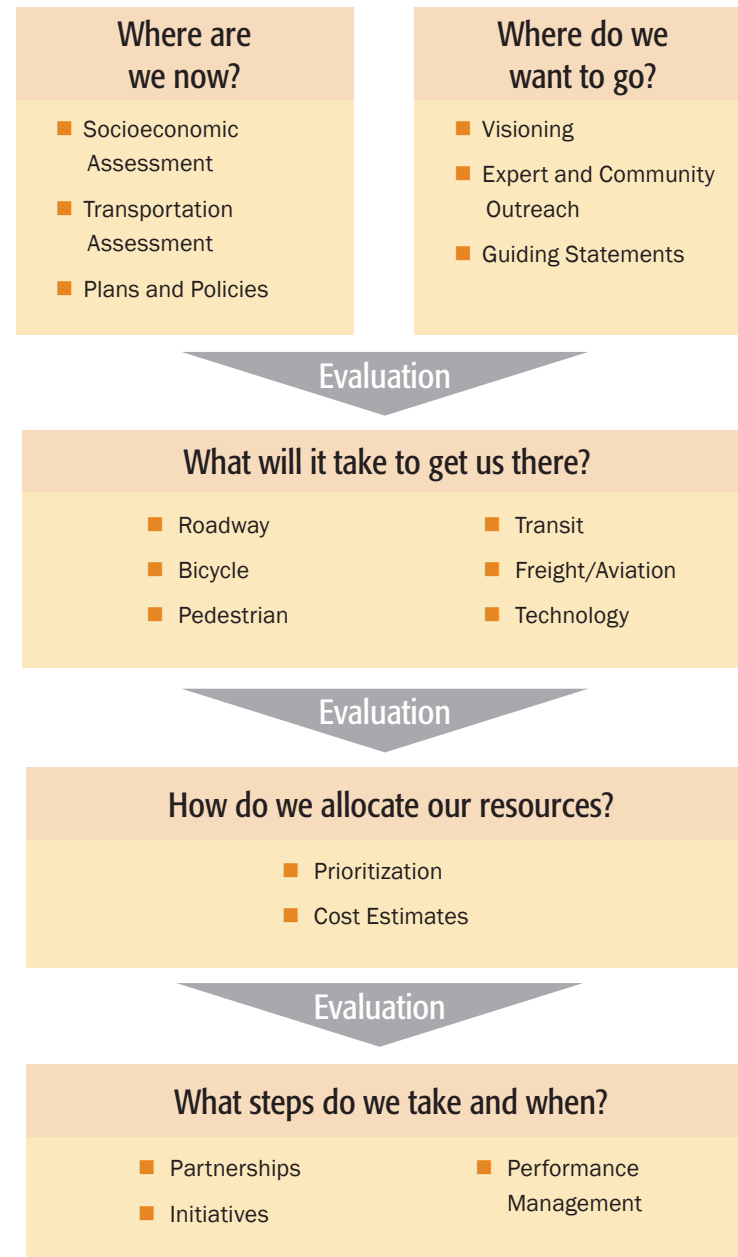 Where are
we now?
Socioeconomic
Assessment
Transportation
Assessment
Plans and Policies
Where do we
want to go?
Visioning
Expert and Community
Outreach
Guiding Statements
Evaluation
What will it take to get us there?
Roadway
Bicycle
Pedestrian
Transit
Freight/Aviation
Technology
Evaluation
How do we allocate our resources?
Prioritization
Cost Estimates
Evaluation
What steps do we take and when?
Partnerships
Initiatives
Performance
Management